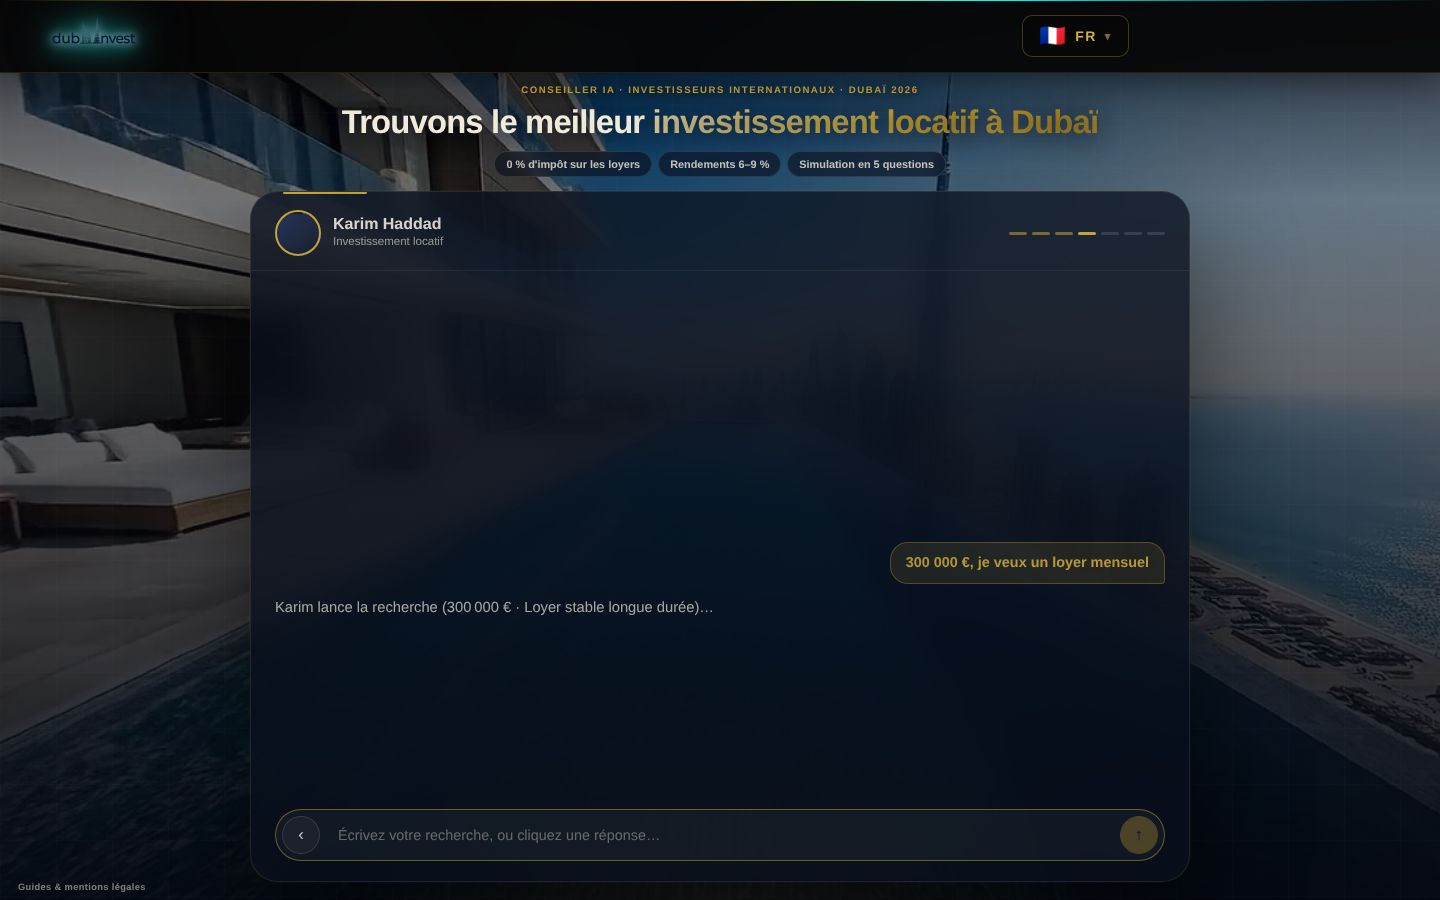 dub nvest
FR
CONSEILLER IA · INVESTISSEURS INTERNATIONAUX · DUBAÏ 2026
Trouvons le meilleur investissement locatif à Dubaï
0 % d'impôt sur les loyers
Rendements 6–9 %
Simulation en 5 questions
Karim Haddad
Investissement locatif
300 000 €, je veux un loyer mensuel
Karim lance la recherche (300 000 € · Loyer stable longue durée)…
Écrivez votre recherche, ou cliquez une réponse…
Guides & mentions légales